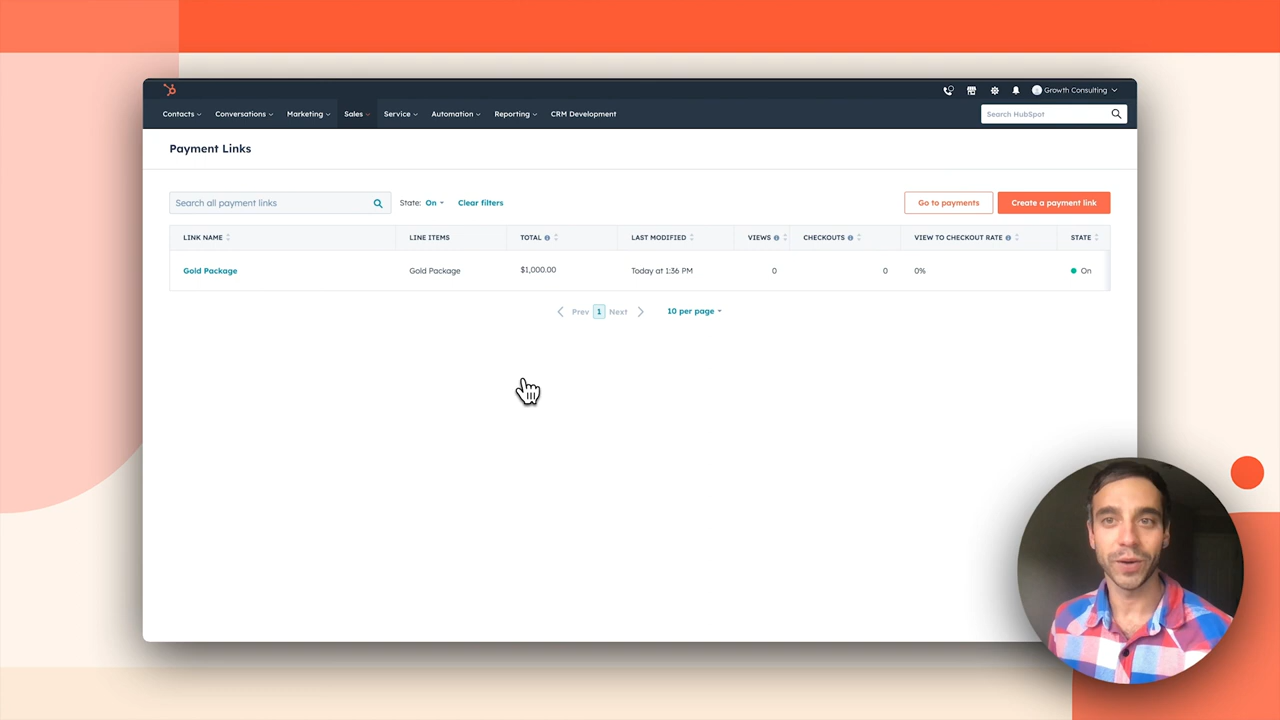 Growth Consulting
Contacts Conversations Marketing Sales Service Automation Reporting CRM Development Search HubSpot
Payment Links
Search all payment links State: On Clear filters Go to payments Create a payment link
LINK NAME LINE ITEMS TOTAL LAST MODIFIED VIEWS CHECKOUTS VIEW TO CHECKOUT RATE STATE
Gold Package Gold Package $1,000.00 Today at 1:36 PM 0 0 0% On
Prev 1 Next 10 per page